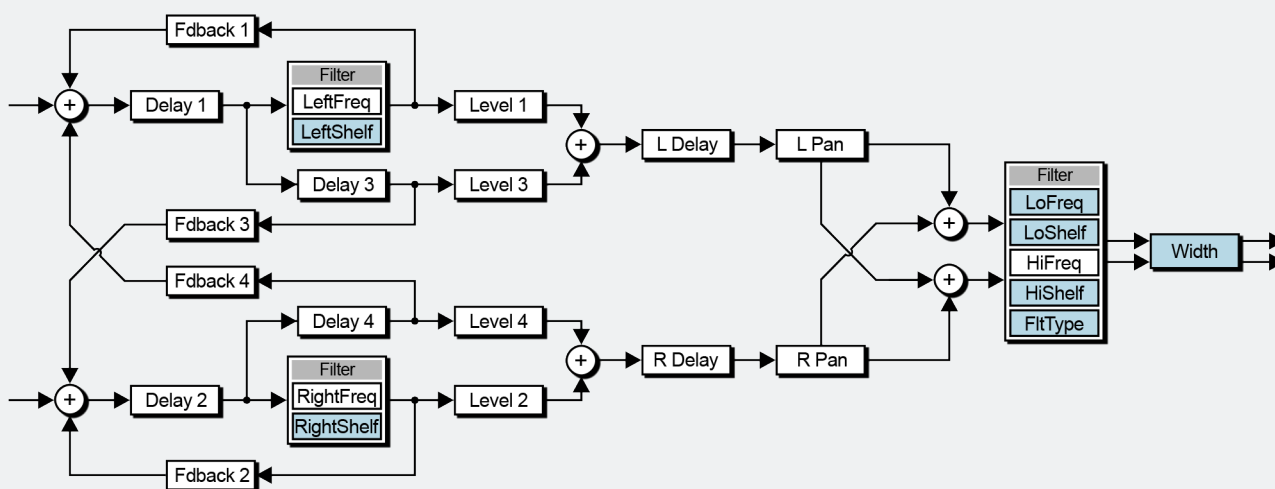 Fdback 1
+
Delay 1
Filter
LeftFreq
LeftShelf
Level 1
+
L Delay
L Pan
Delay 3
Level 3
Fdback 3
+
Filter
LoFreq
LoShelf
HiFreq
HiShelf
FltType
Width
Fdback 4
+
Delay 4
Level 4
+
R Delay
R Pan
+
Delay 2
Filter
RightFreq
RightShelf
Level 2
Fdback 2